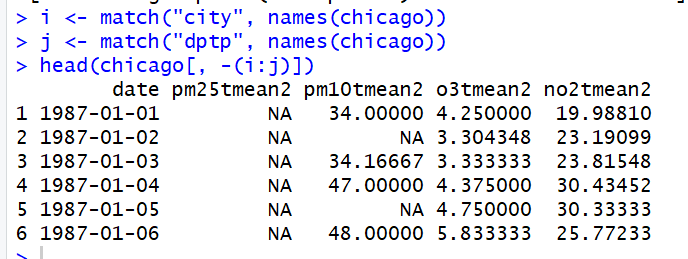 > i <- match("city", names(chicago))
> j <- match("dptp", names(chicago))
> head(chicago[, -(i:j)])
        date pm25tmean2 pm10tmean2 o3tmean2 no2tmean2
1 1987-01-01         NA   34.00000 4.250000  19.98810
2 1987-01-02         NA         NA 3.304348  23.19099
3 1987-01-03         NA   34.16667 3.333333  23.81548
4 1987-01-04         NA   47.00000 4.375000  30.43452
5 1987-01-05         NA         NA 4.750000  30.33333
6 1987-01-06         NA   48.00000 5.833333  25.77233
>